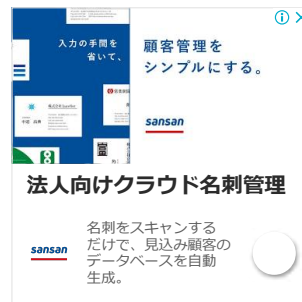 入力の手間を
省いて、
顧客管理を
シンプルにする。
sansan
法人向けクラウド名刺管理
sansan
名刺をスキャンする
だけで、見込み顧客の
データベースを自動
生成。